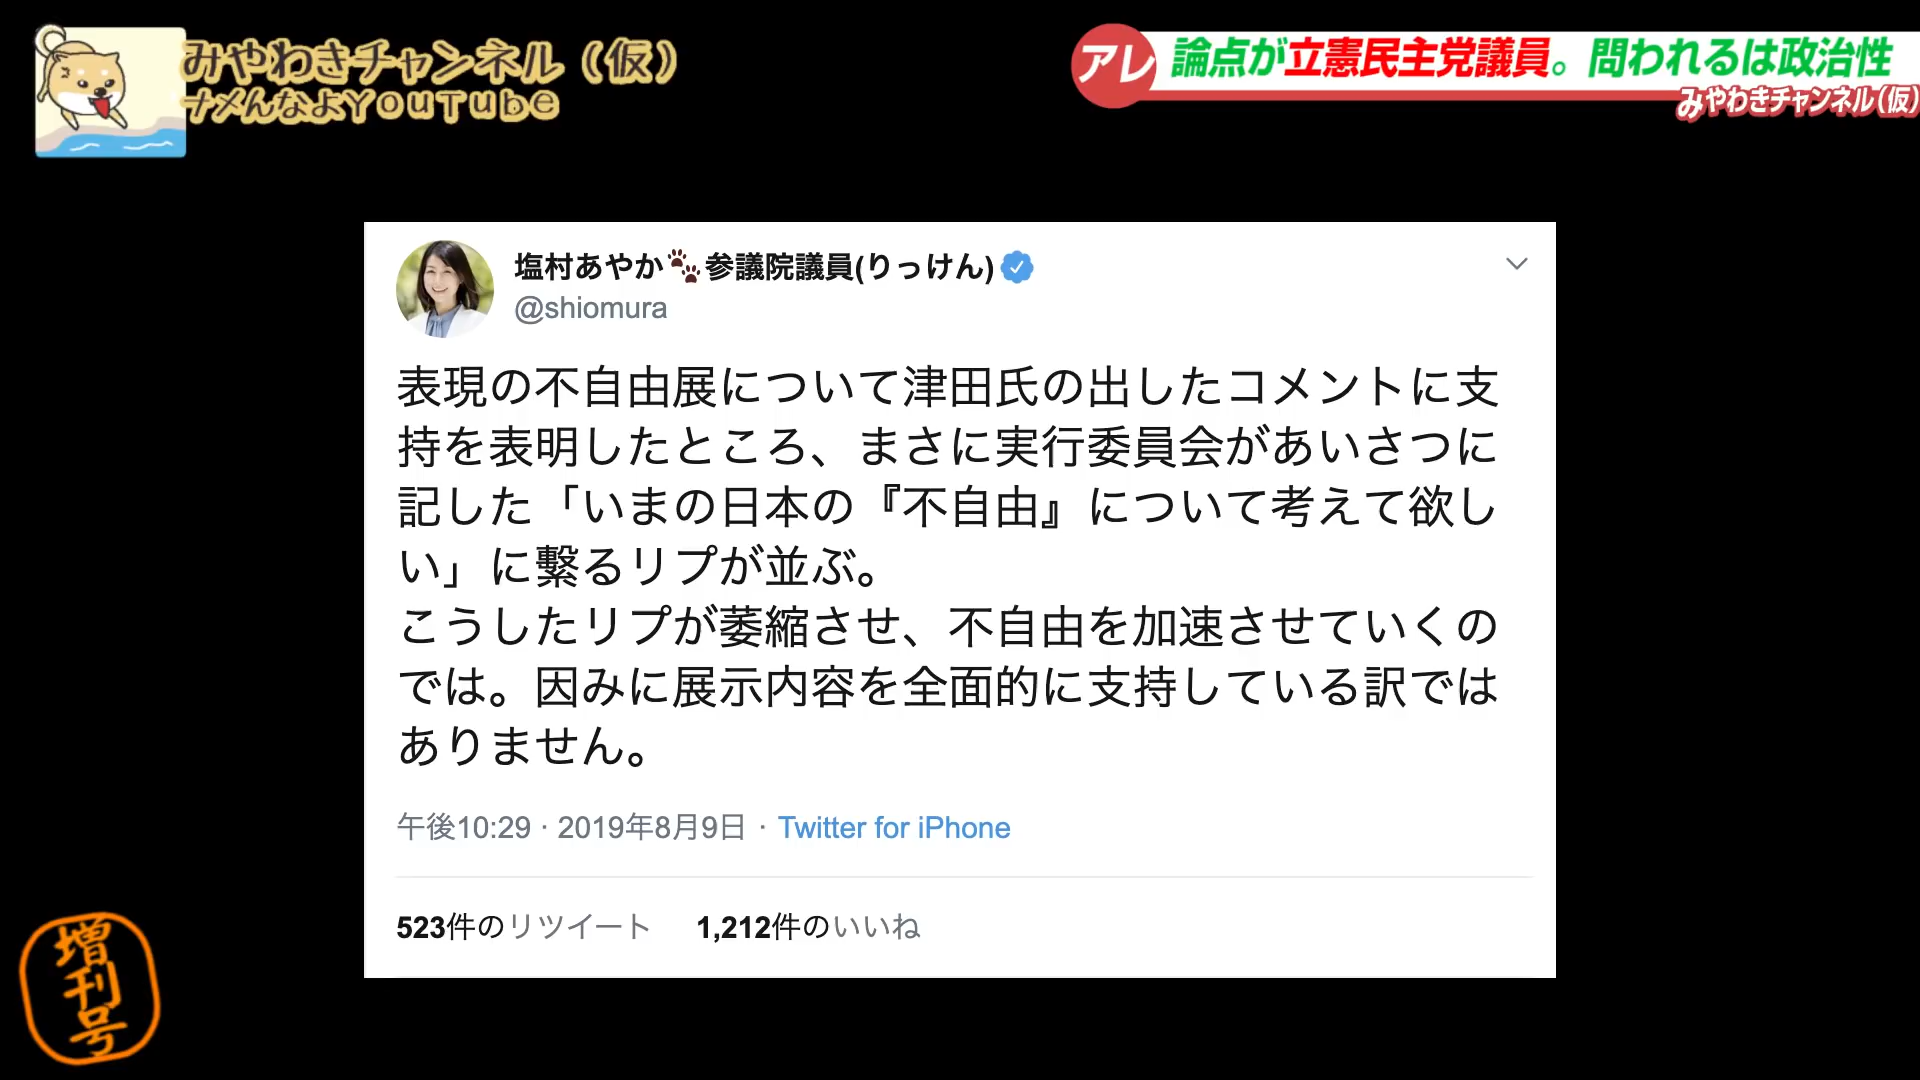 みやわきチャンネル（仮）
ナメんなよYouTube
アレ
論点が立憲民主党議員。問われるは政治性
みやわきチャンネル(仮)
塩村あやか🐾参議院議員(りっけん)
@shiomura
表現の不自由展について津田氏の出したコメントに支
持を表明したところ、まさに実行委員会があいさつに
記した「いまの日本の『不自由』について考えて欲し
い」に繋るリプが並ぶ。
こうしたリプが萎縮させ、不自由を加速させていくの
では。因みに展示内容を全面的に支持している訳では
ありません。
午後10:29 · 2019年8月9日 · Twitter for iPhone
523件のリツイート 1,212件のいいね
増刊号